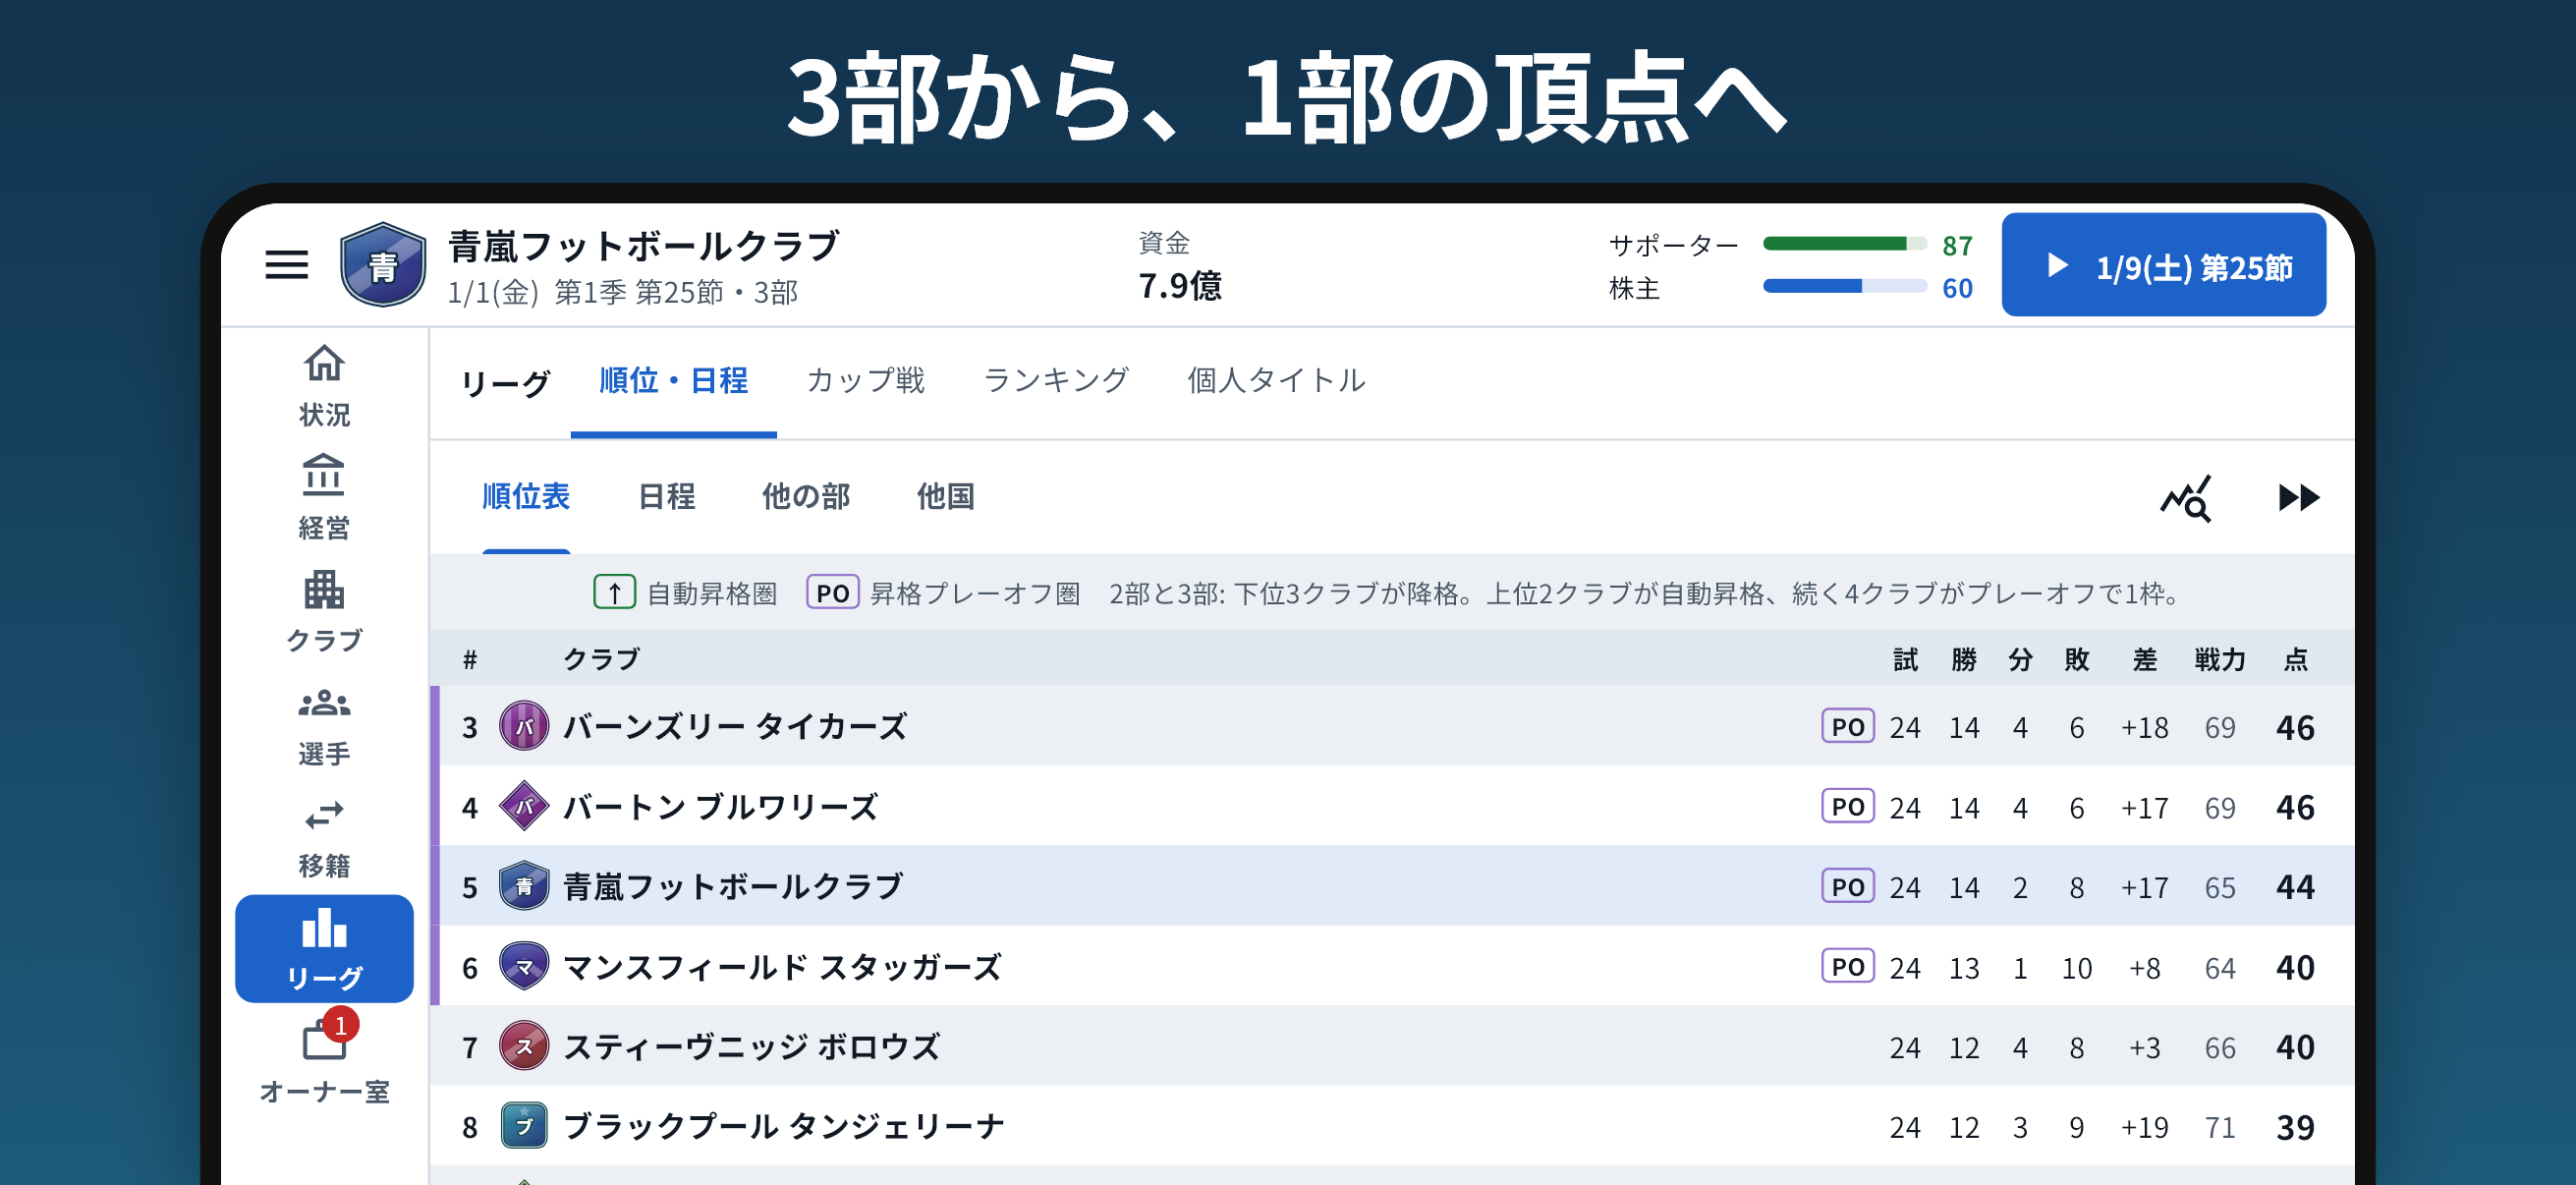 3部から、1部の頂点へ
青
青嵐フットボールクラブ
1/1(金) 第1季 第25節・3部
資金
7.9億
サポーター 87
株主 60
1/9(土) 第25節
状況
経営
クラブ
選手
移籍
リーグ
1
オーナー室
リーグ 順位・日程 カップ戦 ランキング 個人タイトル
順位表 日程 他の部 他国
↑ 自動昇格圏 PO 昇格プレーオフ圏 2部と3部: 下位3クラブが降格。上位2クラブが自動昇格、続く4クラブがプレーオフで1枠。
# クラブ 試 勝 分 敗 差 戦力 点
3 バ バーンズリー タイカーズ PO 24 14 4 6 +18 69 46
4 バ バートン ブルワリーズ PO 24 14 4 6 +17 69 46
5 青 青嵐フットボールクラブ PO 24 14 2 8 +17 65 44
6 マ マンスフィールド スタッガーズ PO 24 13 1 10 +8 64 40
7 ス スティーヴニッジ ボロウズ 24 12 4 8 +3 66 40
8 ブ ブラックプール タンジェリーナ 24 12 3 9 +19 71 39